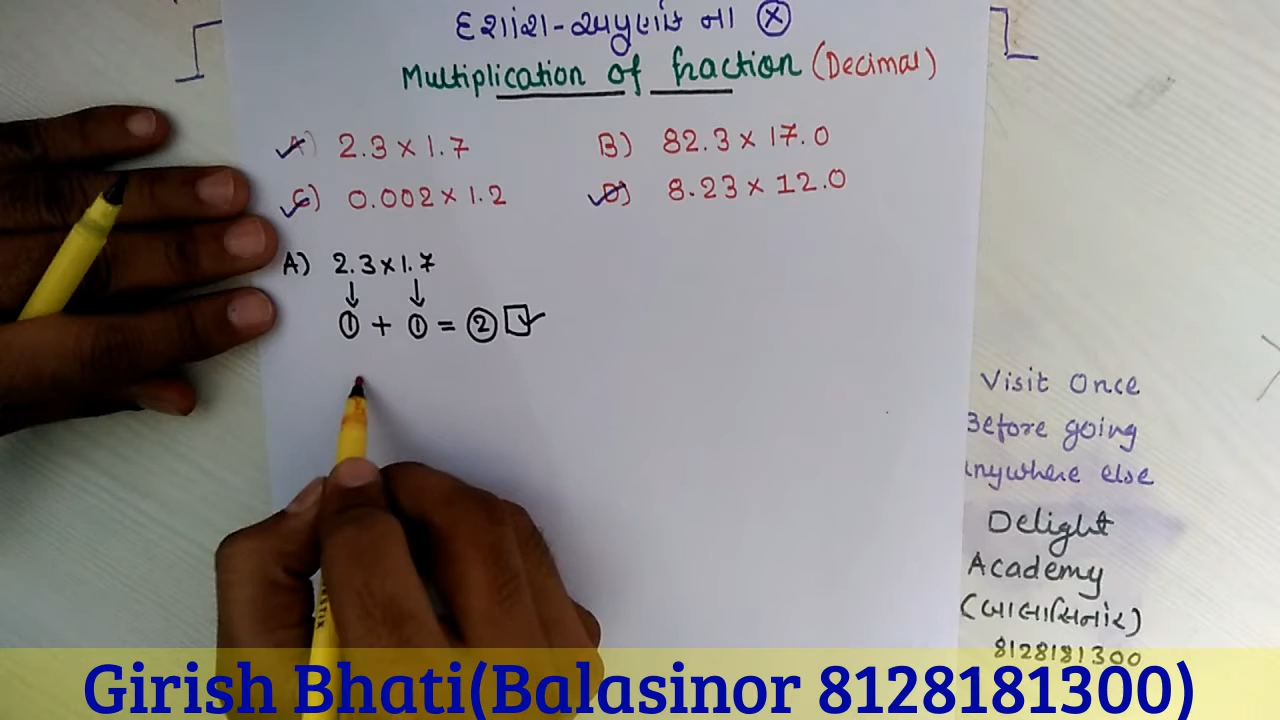 દશાંશ-અપુર્ણાંક ના ⓧ
Multiplication of fraction (Decimal)
A) 2.3 × 1.7
B) 82.3 × 17.0
C) 0.002 × 1.2
D) 8.23 × 12.0
A) 2.3 × 1.7
↓ ↓
① + ① = ②
Visit Once
Before going
anywhere else
Delight
Academy
(બાલાસિનોર)
8128181300
Girish Bhati(Balasinor 8128181300)